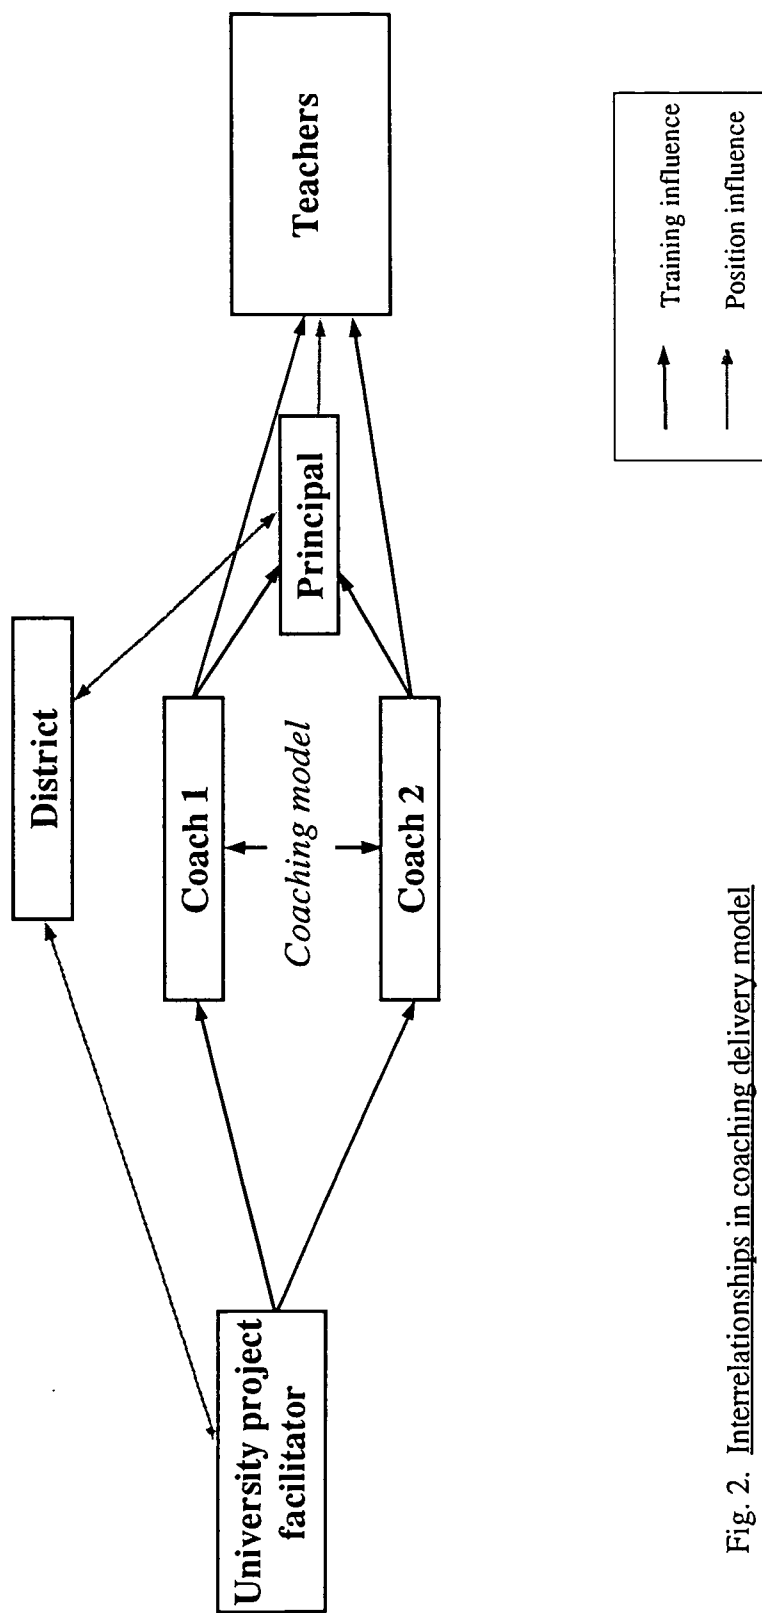 District
University project
facilitator
Coach 1
Coaching model
Coach 2
Principal
Teachers
Training influence
Position influence
Fig. 2. Interrelationships in coaching delivery model